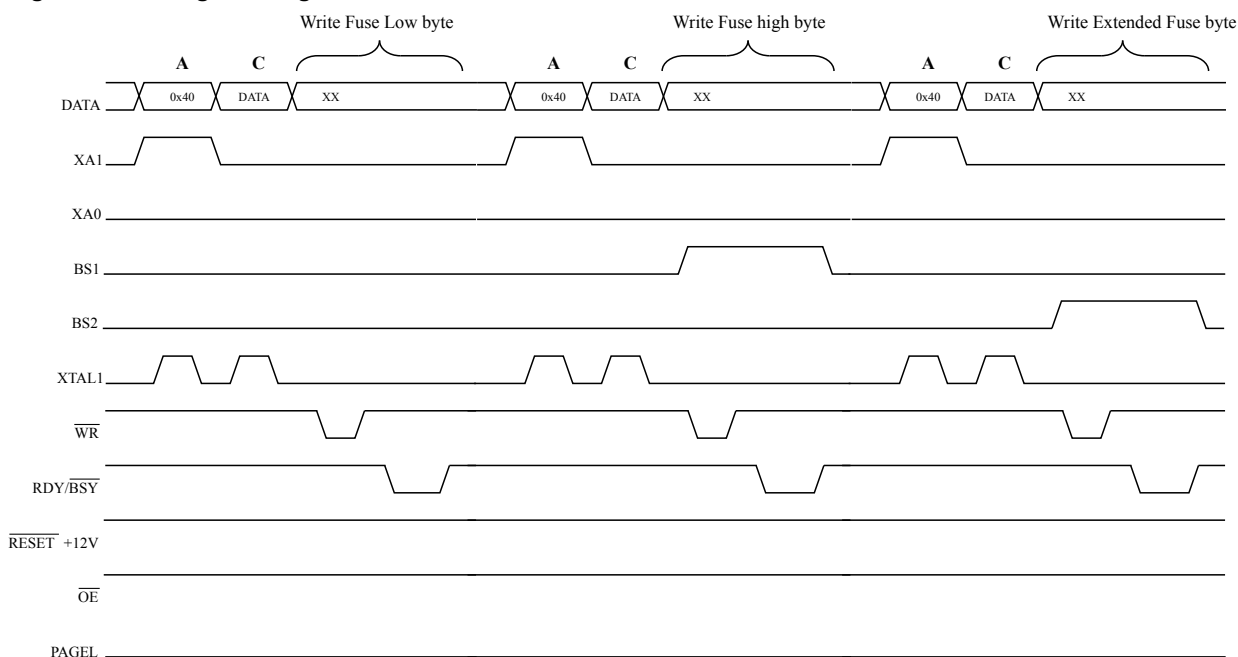 Write Fuse Low byte Write Fuse high byte Write Extended Fuse byte
A C A C A C
DATA 0x40 DATA XX 0x40 DATA XX 0x40 DATA XX
XA1
XA0
BS1
BS2
XTAL1
WR
RDY/BSY
RESET +12V
OE
PAGEL